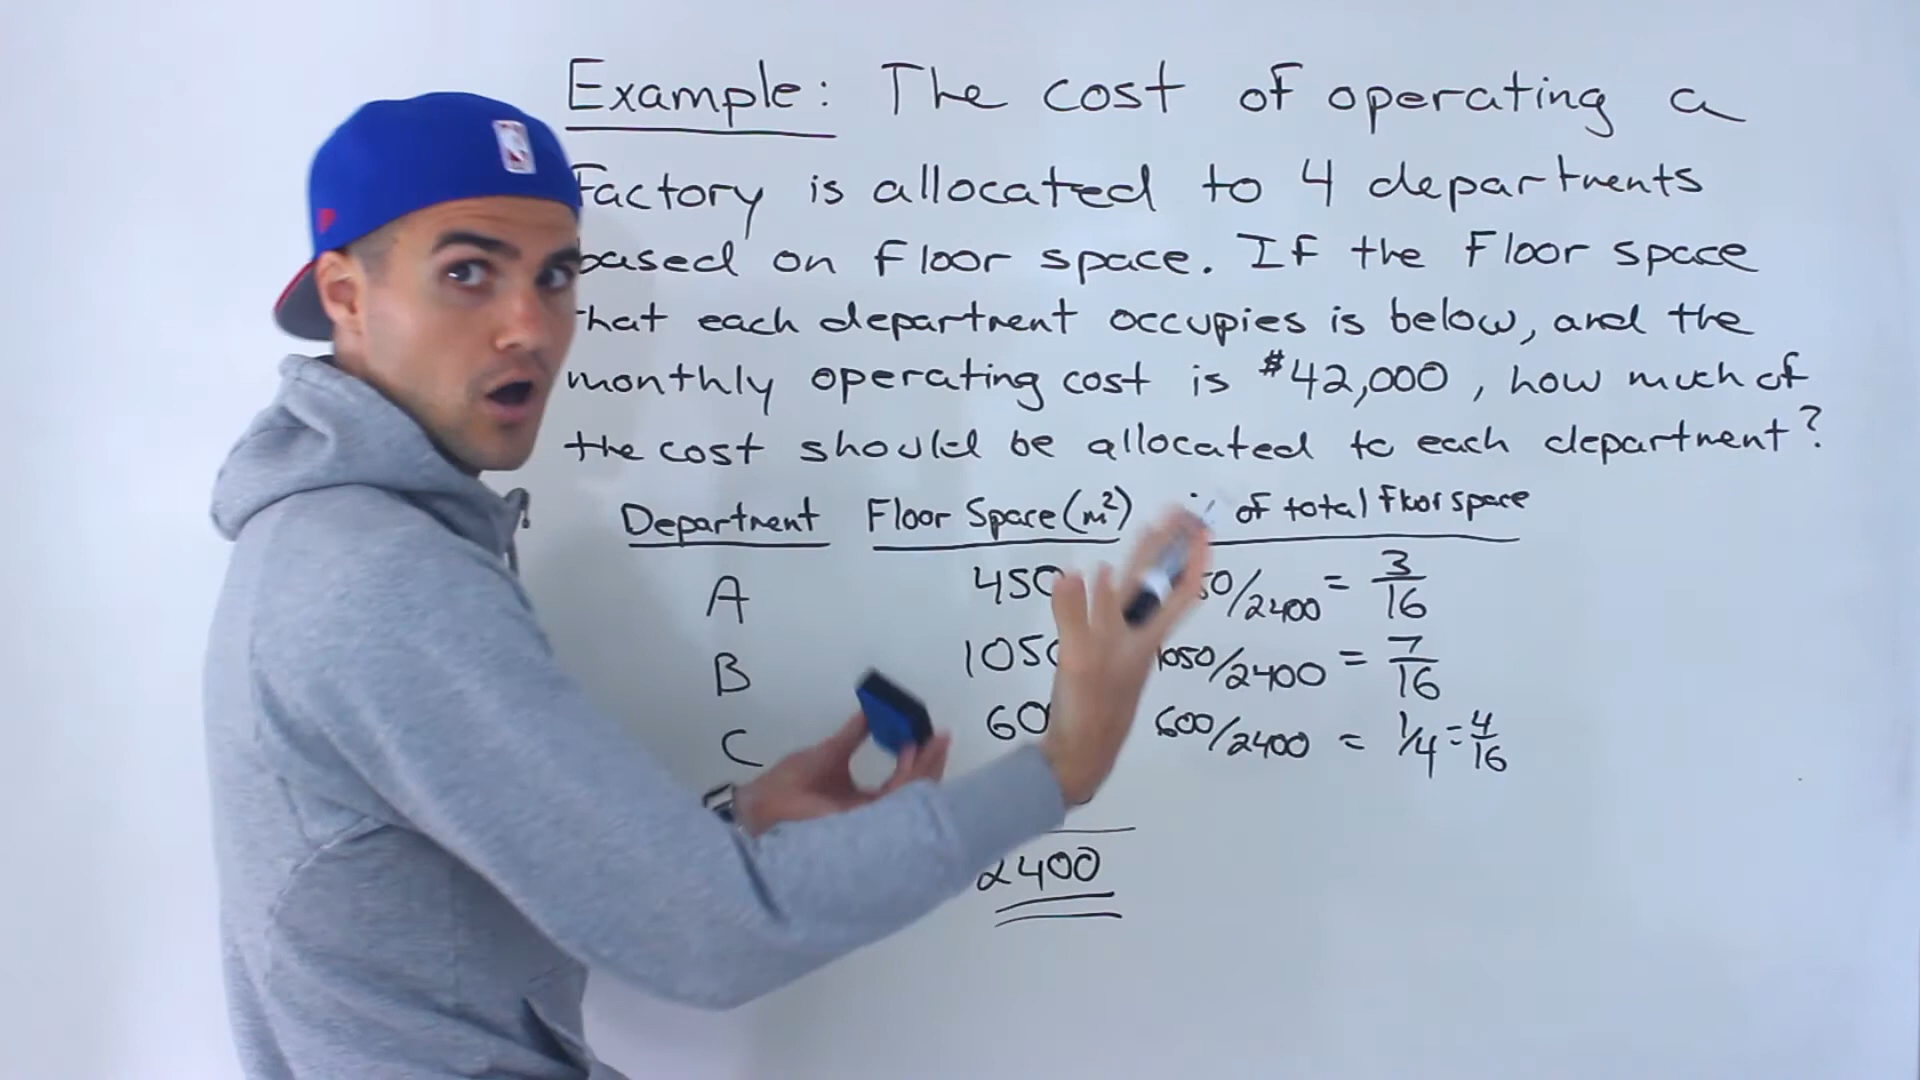 Example: The cost of operating a
factory is allocated to 4 departments
based on floor space. If the floor space
that each department occupies is below, and the
monthly operating cost is $42,000, how much of
the cost should be allocated to each department?
Department Floor Space (m²) of total floor space
A 450 50/2400 = 3/16
B 1050 1050/2400 = 7/16
C 60 600/2400 = 1/4 = 4/16
2400